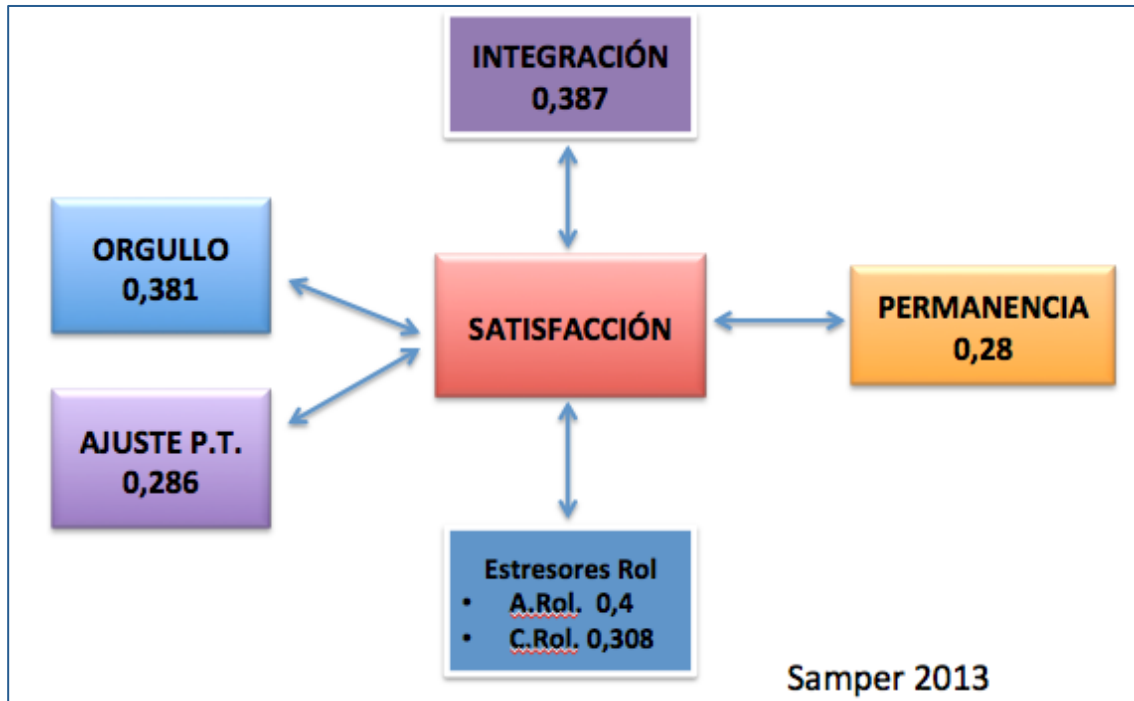 INTEGRACIÓN
0,387
ORGULLO
0,381
SATISFACCIÓN
PERMANENCIA
0,28
AJUSTE P.T.
0,286
Estresores Rol
• A.Rol. 0,4
• C.Rol. 0,308
Samper 2013